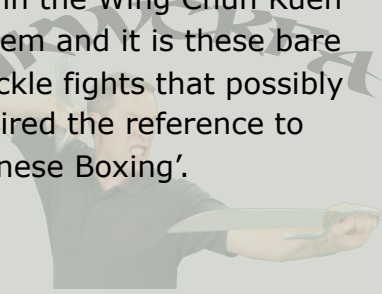 in the Wing Chun Kuen
em and it is these bare
ckle fights that possibly
ired the reference to
nese Boxing’.